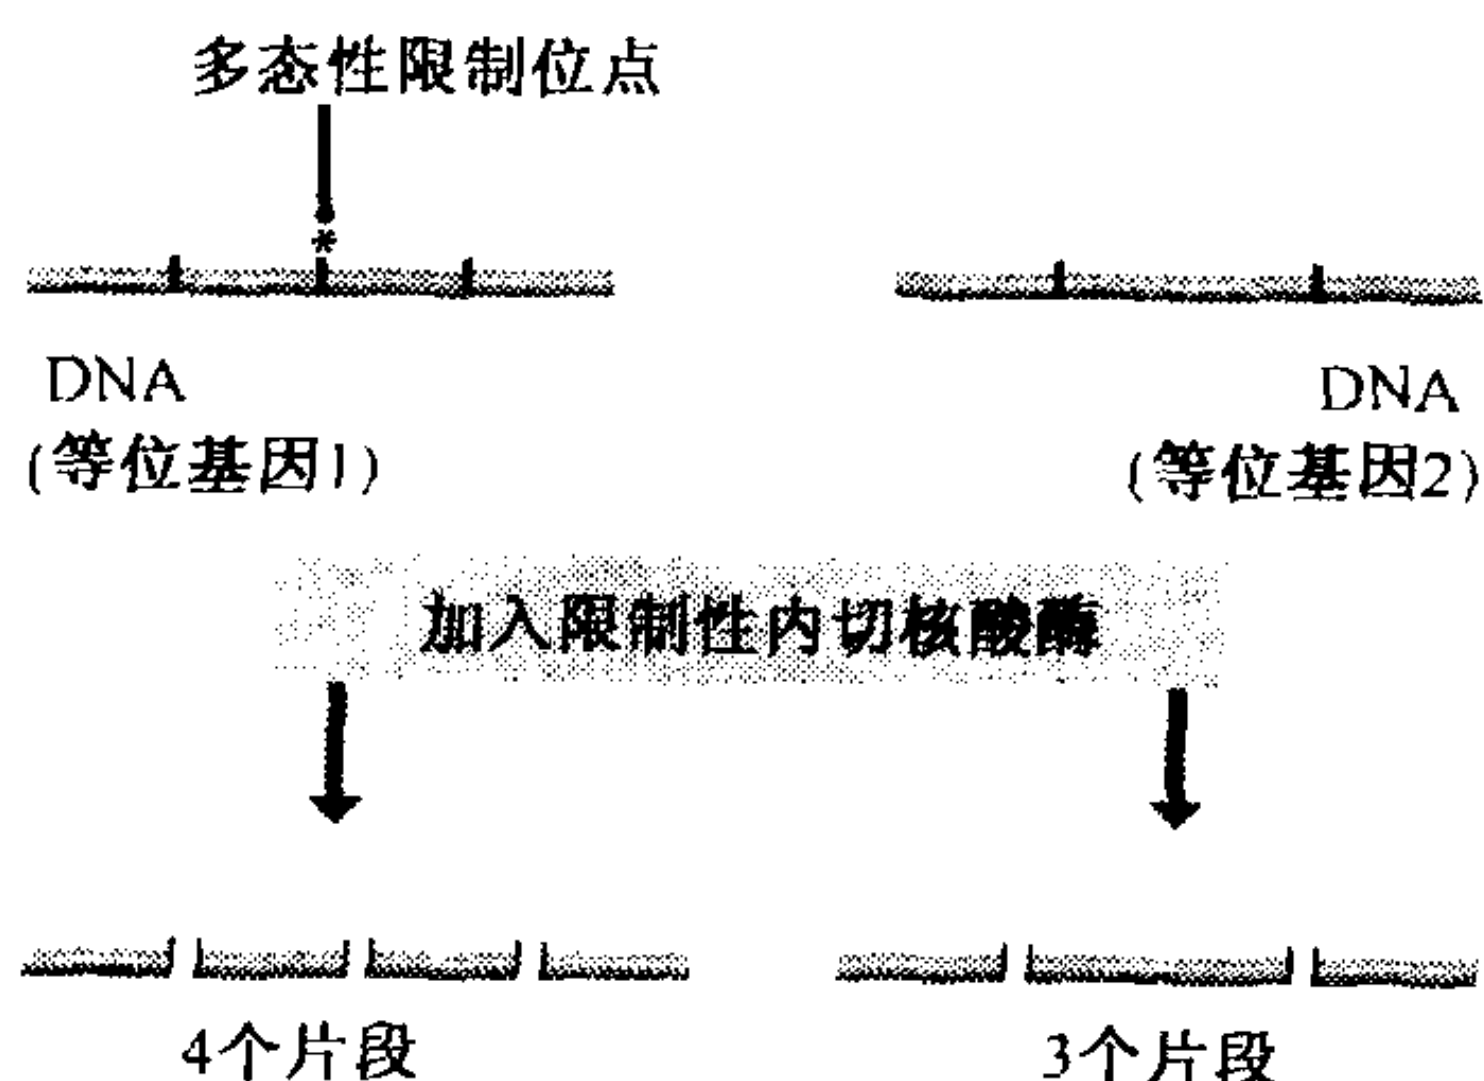 多态性限制位点
*
DNA
(等位基因1)
DNA
(等位基因2)
加入限制性内切核酸酶
4个片段
3个片段